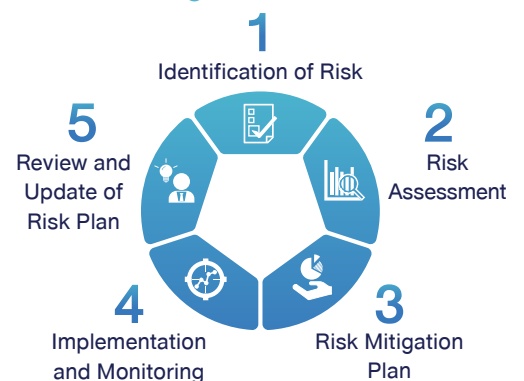 1
Identification of Risk
2
Risk
Assessment
3
Risk Mitigation
Plan
4
Implementation
and Monitoring
5
Review and
Update of
Risk Plan